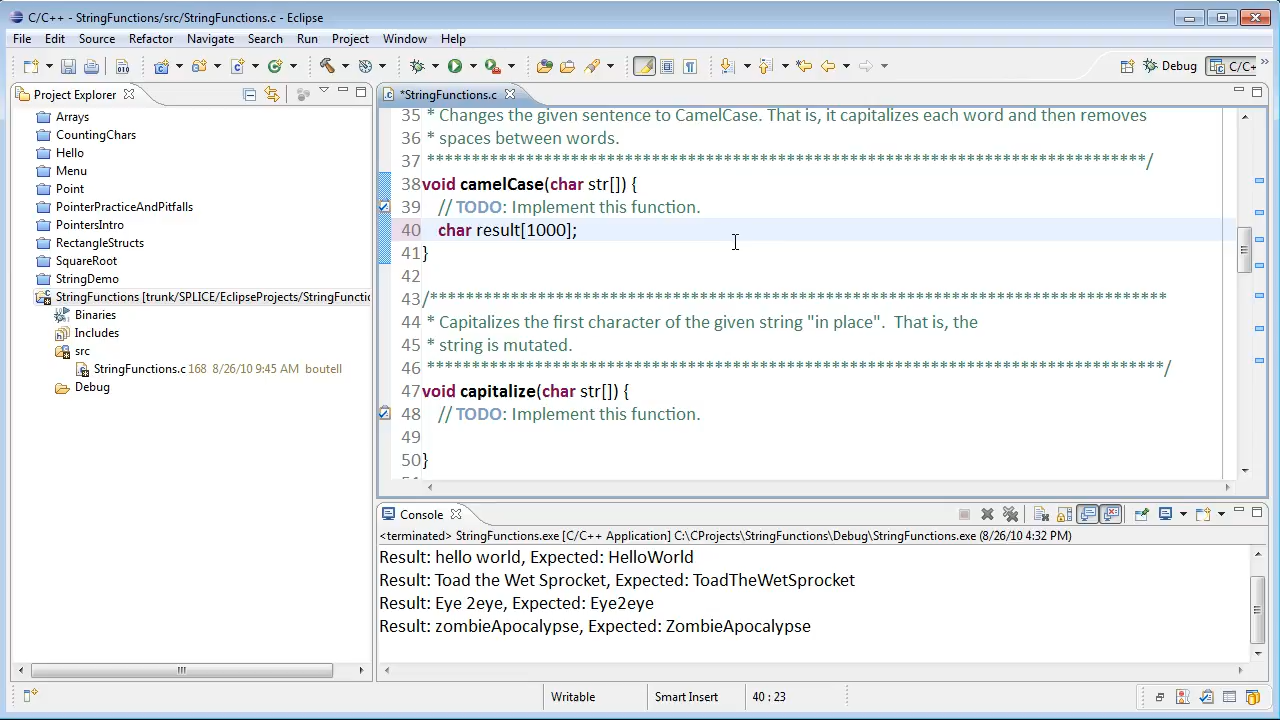 C/C++ - StringFunctions/src/StringFunctions.c - Eclipse
File Edit Source Refactor Navigate Search Run Project Window Help
Debug C/C++
Project Explorer
Arrays
CountingChars
Hello
Menu
Point
PointerPracticeAndPitfalls
PointersIntro
RectangleStructs
SquareRoot
StringDemo
StringFunctions [trunk/SPLICE/EclipseProjects/StringFunctio
Binaries
Includes
src
StringFunctions.c 168 8/26/10 9:45 AM boutell
Debug
*StringFunctions.c
35 * Changes the given sentence to CamelCase. That is, it capitalizes each word and then removes
36 * spaces between words.
37 *******************************************************************************/
38 void camelCase(char str[]) {
39 // TODO: Implement this function.
40 char result[1000];
41 }
42
43 /*******************************************************************************
44 * Capitalizes the first character of the given string "in place".  That is, the
45 * string is mutated.
46 *********************************************************************************/
47 void capitalize(char str[]) {
48 // TODO: Implement this function.
49
50 }
Console
<terminated> StringFunctions.exe [C/C++ Application] C:\CProjects\StringFunctions\Debug\StringFunctions.exe (8/26/10 4:32 PM)
Result: hello world, Expected: HelloWorld
Result: Toad the Wet Sprocket, Expected: ToadTheWetSprocket
Result: Eye 2eye, Expected: Eye2eye
Result: zombieApocalypse, Expected: ZombieApocalypse
Writable Smart Insert 40 : 23